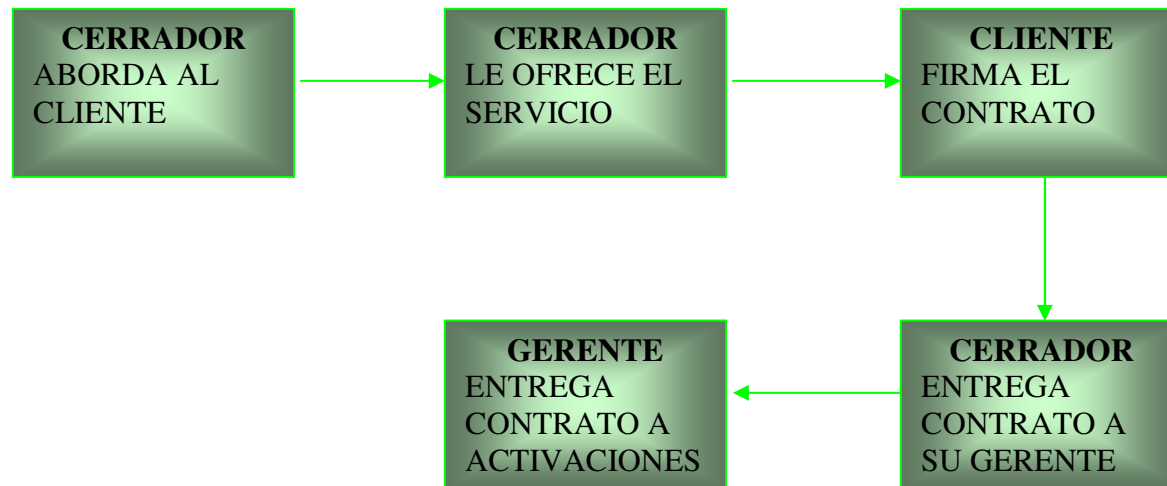 CERRADOR
ABORDA AL
CLIENTE
CERRADOR
LE OFRECE EL
SERVICIO
CLIENTE
FIRMA EL
CONTRATO
CERRADOR
ENTREGA
CONTRATO A
SU GERENTE
GERENTE
ENTREGA
CONTRATO A
ACTIVACIONES